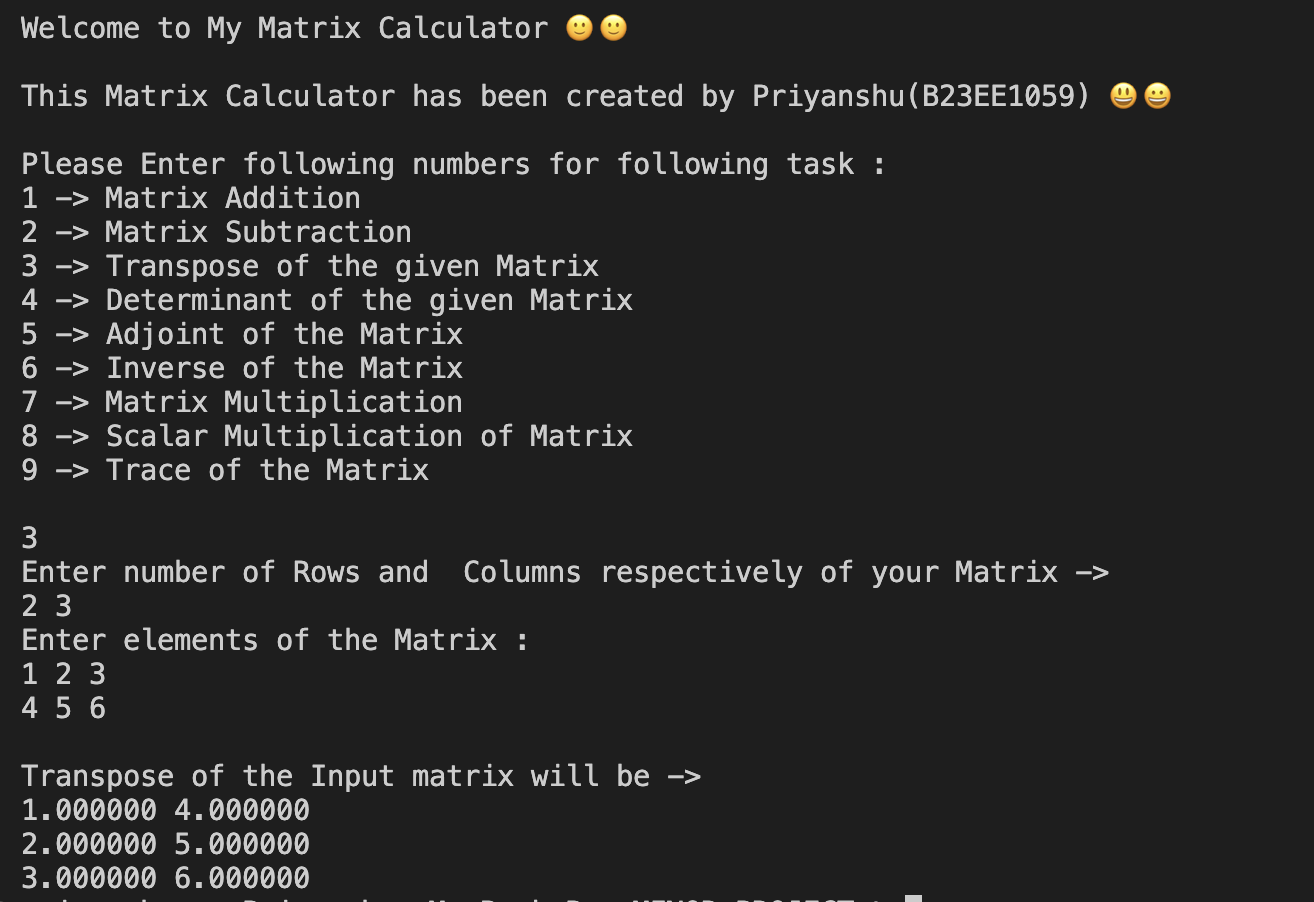 Welcome to My Matrix Calculator 🙂🙂
This Matrix Calculator has been created by Priyanshu(B23EE1059) 😃😀
Please Enter following numbers for following task :
1 –> Matrix Addition
2 –> Matrix Subtraction
3 –> Transpose of the given Matrix
4 –> Determinant of the given Matrix
5 –> Adjoint of the Matrix
6 –> Inverse of the Matrix
7 –> Matrix Multiplication
8 –> Scalar Multiplication of Matrix
9 –> Trace of the Matrix
3
Enter number of Rows and  Columns respectively of your Matrix –>
2 3
Enter elements of the Matrix :
1 2 3
4 5 6
Transpose of the Input matrix will be –>
1.000000 4.000000
2.000000 5.000000
3.000000 6.000000